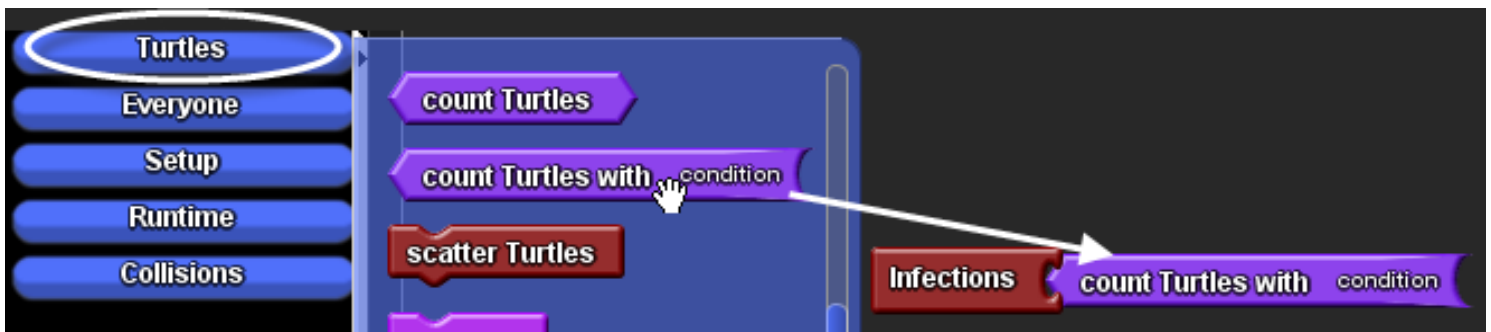 Turtles
Everyone
Setup
Runtime
Collisions
count Turtles
count Turtles with condition
scatter Turtles
Infections count Turtles with condition